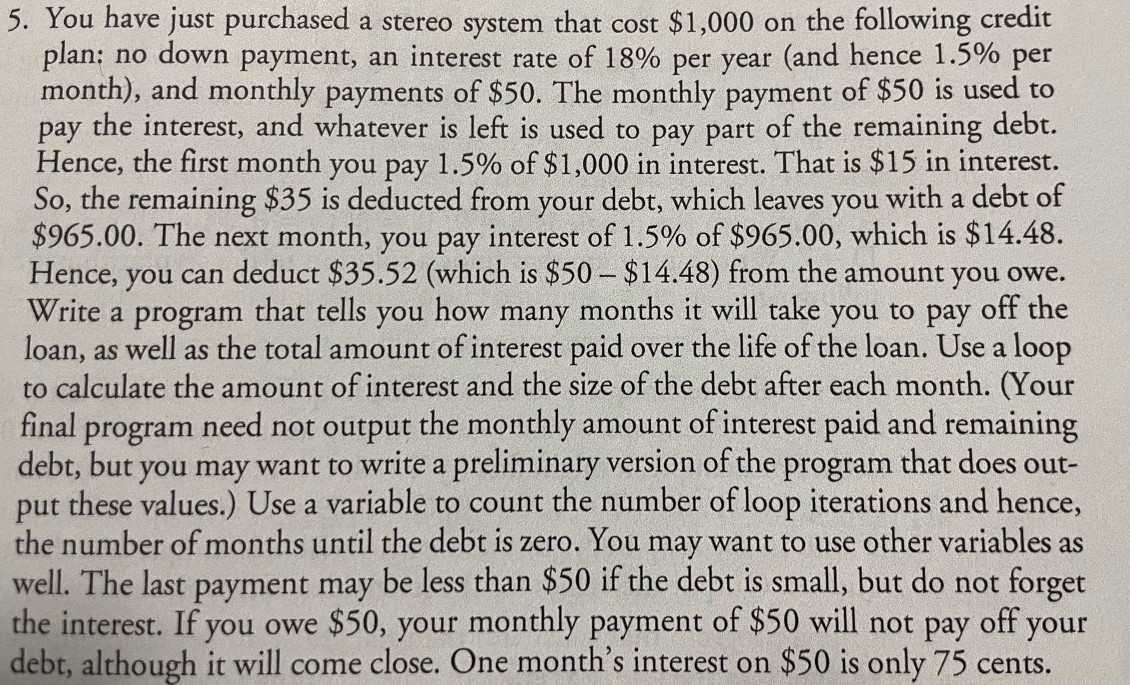 5. You have just purchased a stereo system that cost $1,000 on the following credit
plan: no down payment, an interest rate of 18% per year (and hence 1.5% per
month), and monthly payments of $50. The monthly payment of $50 is used to
pay the interest, and whatever is left is used to pay part of the remaining debt.
Hence, the first month you pay 1.5% of $1,000 in interest. That is $15 in interest.
So, the remaining $35 is deducted from your debt, which leaves you with a debt of
$965.00. The next month, you pay interest of 1.5% of $965.00, which is $14.48.
Hence, you can deduct $35.52 (which is $50 – $14.48) from the amount you owe.
Write a program that tells you how many months it will take you to pay off the
loan, as well as the total amount of interest paid over the life of the loan. Use a loop
to calculate the amount of interest and the size of the debt after each month. (Your
final program need not output the monthly amount of interest paid and remaining
debt, but you may want to write a preliminary version of the program that does out-
put these values.) Use a variable to count the number of loop iterations and hence,
the number of months until the debt is zero. You may want to use other variables as
well. The last payment may be less than $50 if the debt is small, but do not forget
the interest. If you owe $50, your monthly payment of $50 will not pay off your
debt, although it will come close. One month's interest on $50 is only 75 cents.